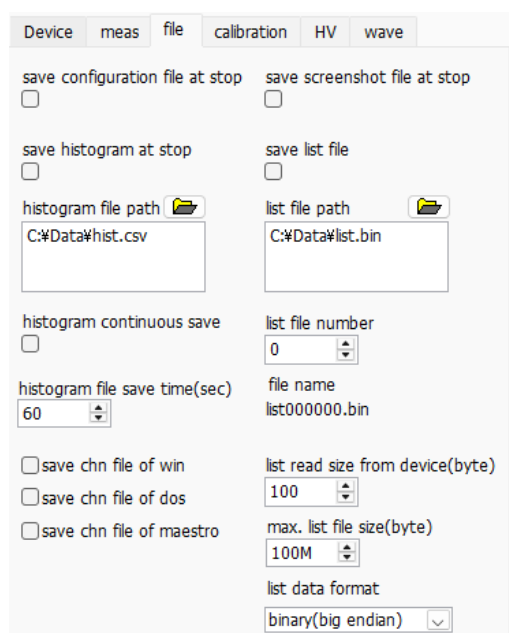 Device meas file calibration HV wave
save configuration file at stop save screenshot file at stop
save histogram at stop save list file
histogram file path list file path
C:¥Data¥hist.csv C:¥Data¥list.bin
histogram continuous save list file number
0
histogram file save time(sec) file name
60 list000000.bin
save chn file of win list read size from device(byte)
save chn file of dos 100
save chn file of maestro max. list file size(byte)
100M
list data format
binary(big endian)